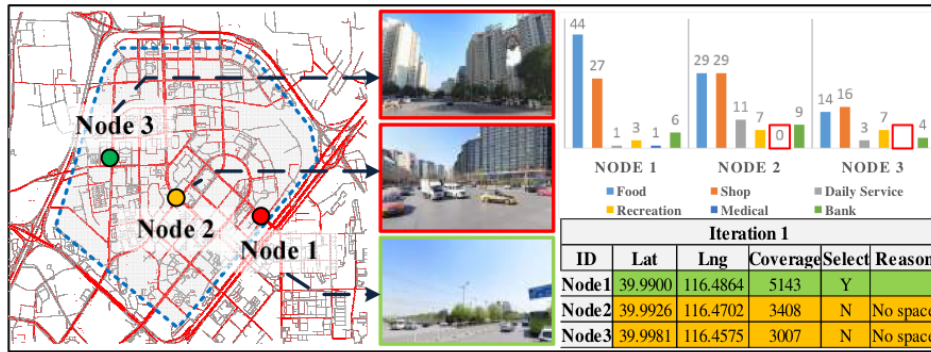 Node 3
Node 2
Node 1
44
27
1
3
1
6
29
29
11
7
0
9
14
16
3
7
4
NODE 1 NODE 2 NODE 3
Food Shop Daily Service
Recreation Medical Bank
Iteration 1
ID Lat Lng Coverage Select Reason
Node1 39.9900 116.4864 5143 Y
Node2 39.9926 116.4702 3408 N No space
Node3 39.9981 116.4575 3007 N No space